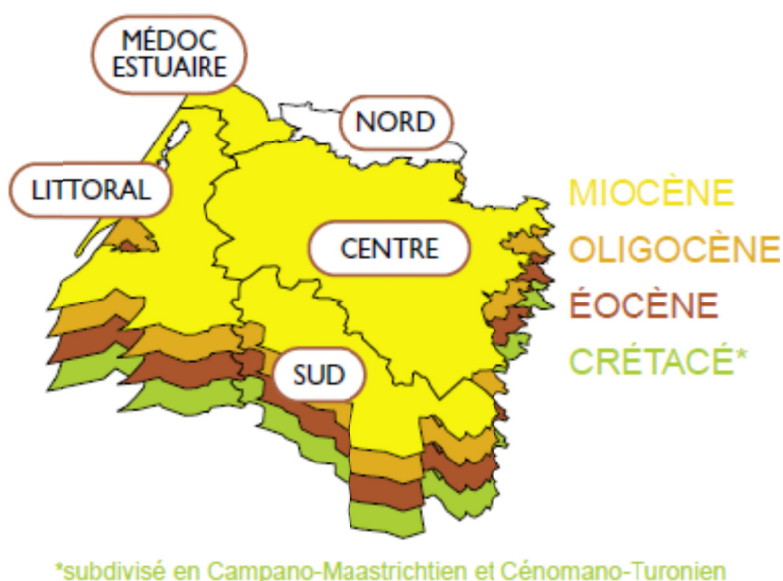 MÉDOC
ESTUAIRE
NORD
LITTORAL
MIOCÈNE
CENTRE
OLIGOCÈNE
ÉOCÈNE
CRÉTACÉ*
SUD
*subdivisé en Campano-Maastrichtien et Cénomano-Turonien